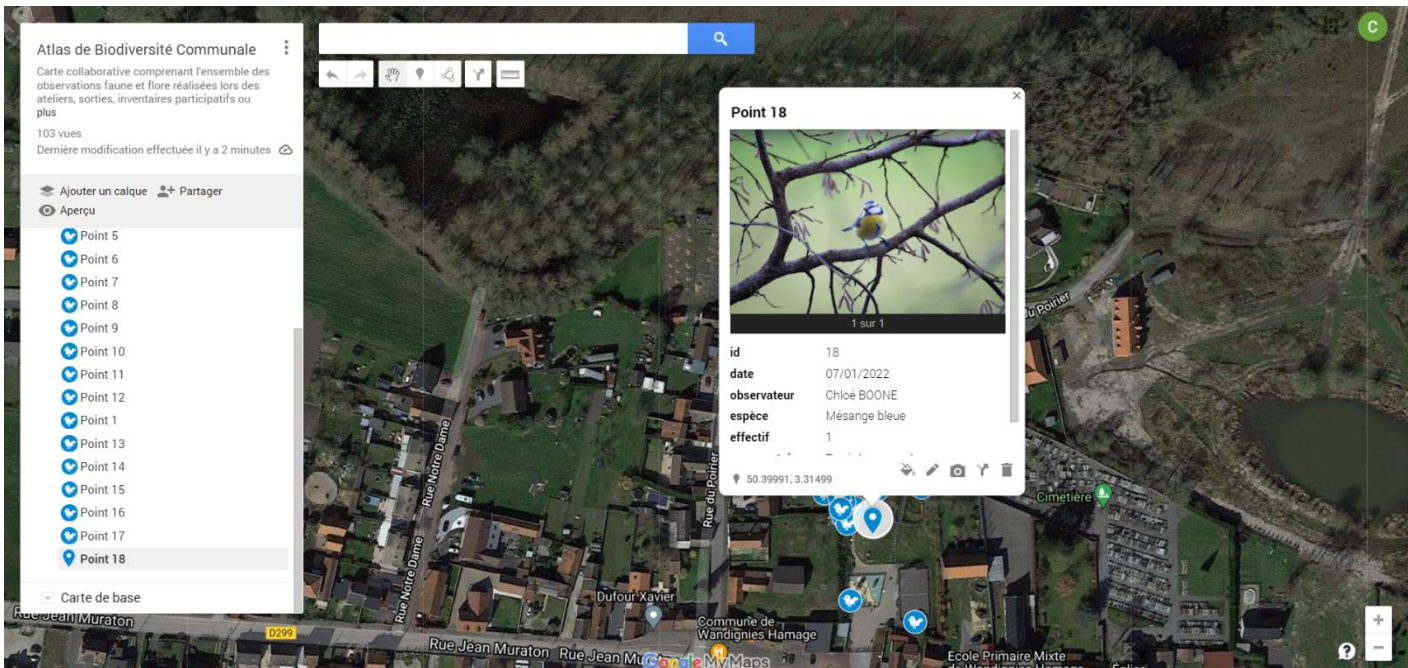 Atlas de Biodiversité Communale
Carte collaborative comprenant l'ensemble des
observations faune et flore réalisées lors des
ateliers, sorties, inventaires participatifs ou
plus
103 vues
Dernière modification effectuée il y a 2 minutes
Ajouter un calque Partager
Aperçu
Point 5
Point 6
Point 7
Point 8
Point 9
Point 10
Point 11
Point 12
Point 1
Point 13
Point 14
Point 15
Point 16
Point 17
Point 18
Carte de base
C
Point 18
1 sur 1
id 18
date 07/01/2022
observateur Chloé BOONE
espèce Mésange bleue
effectif 1
50.39991, 3.31499
du Poirier
Rue Notre Dame
Rue du Poirier
Cimetière
Rue Notre Dame
Dufour Xavier
Rue Jean Muraton
D299
Commune de
Wandignies Hamage
Rue Jean Muraton
Rue Jean
Google My Maps
Ecole Primaire Mixte
de Wandignies Hamage
Église